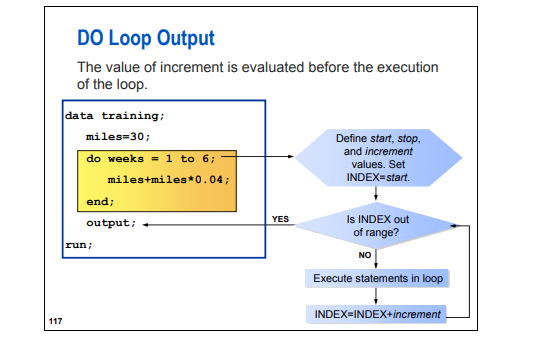 DO Loop Output
The value of increment is evaluated before the execution
of the loop.
data training;
miles=30;
do weeks = 1 to 6;
miles+miles*0.04;
end;
output;
run;
Define start, stop,
and increment
values. Set
INDEX=start.
YES
Is INDEX out
of range?
NO
Execute statements in loop
INDEX=INDEX+increment
117